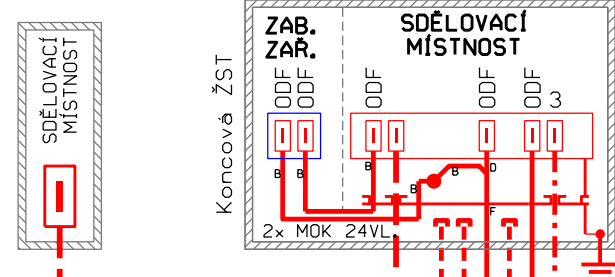 SDĚLOVACÍ
MÍSTNOST
Koncová ŽST
ZAB.
ZAŘ.
SDĚLOVACÍ
MÍSTNOST
ODF
ODF
ODF
ODF
ODF
3
B
B
B
B
B
D
F
2x MOK 24VL.